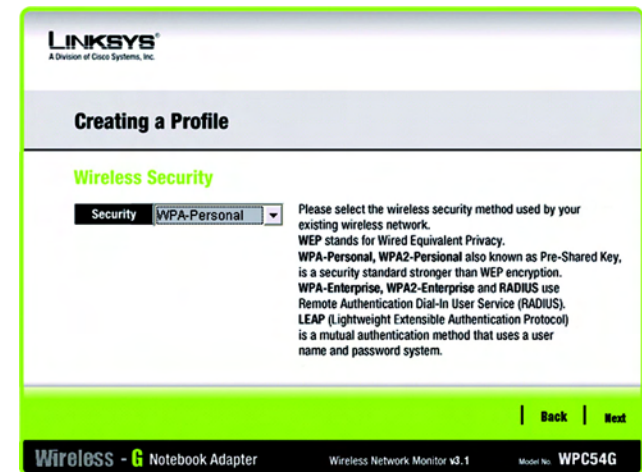 LINKSYS®
A Division of Cisco Systems, Inc.
Creating a Profile
Wireless Security
Security WPA-Personal
Please select the wireless security method used by your
existing wireless network.
WEP stands for Wired Equivalent Privacy.
WPA-Personal, WPA2-Persional also known as Pre-Shared Key,
is a security standard stronger than WEP encryption.
WPA-Enterprise, WPA2-Enterprise and RADIUS use
Remote Authentication Dial-In User Service (RADIUS).
LEAP (Lightweight Extensible Authentication Protocol)
is a mutual authentication method that uses a user
name and password system.
Back Next
Wireless - G Notebook Adapter Wireless Network Monitor v3.1 Model No. WPC54G